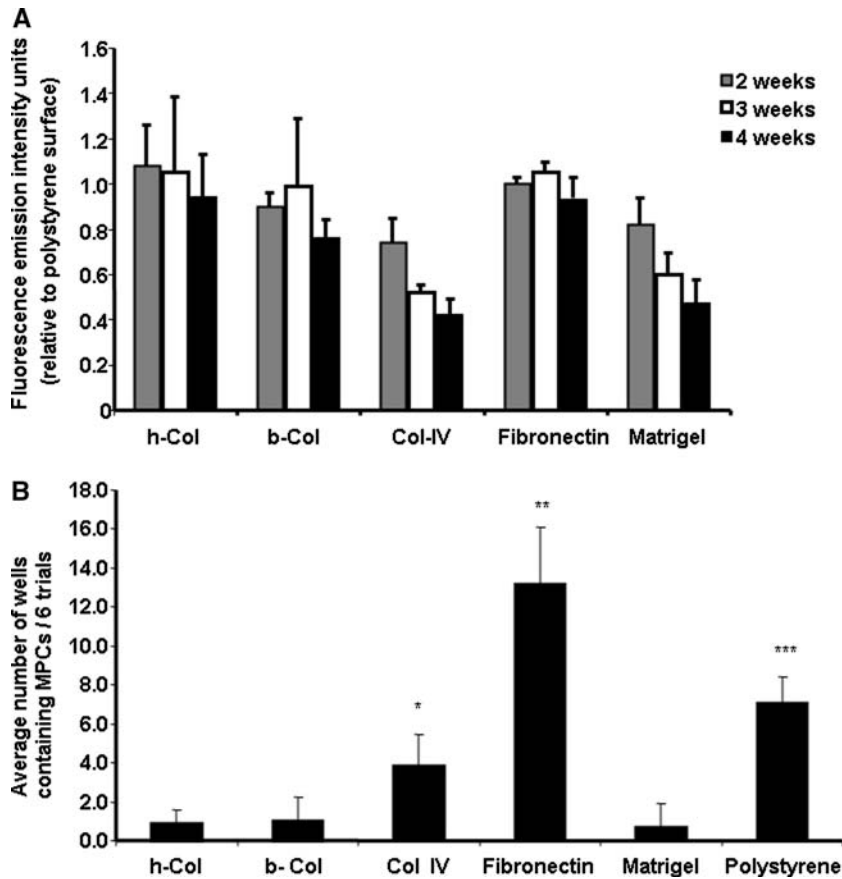 A
Fluorescence emission intensity units
(relative to polystyrene surface)
1.6
1.4
1.2
1.0
0.8
0.6
0.4
0.2
0
2 weeks
3 weeks
4 weeks
h-Col b-Col Col-IV Fibronectin Matrigel
B
Average number of wells
containing MPCs / 6 trials
18.0
16.0
14.0
12.0
10.0
8.0
6.0
4.0
2.0
0.0
*
**
***
h-Col b- Col Col IV Fibronectin Matrigel Polystyrene